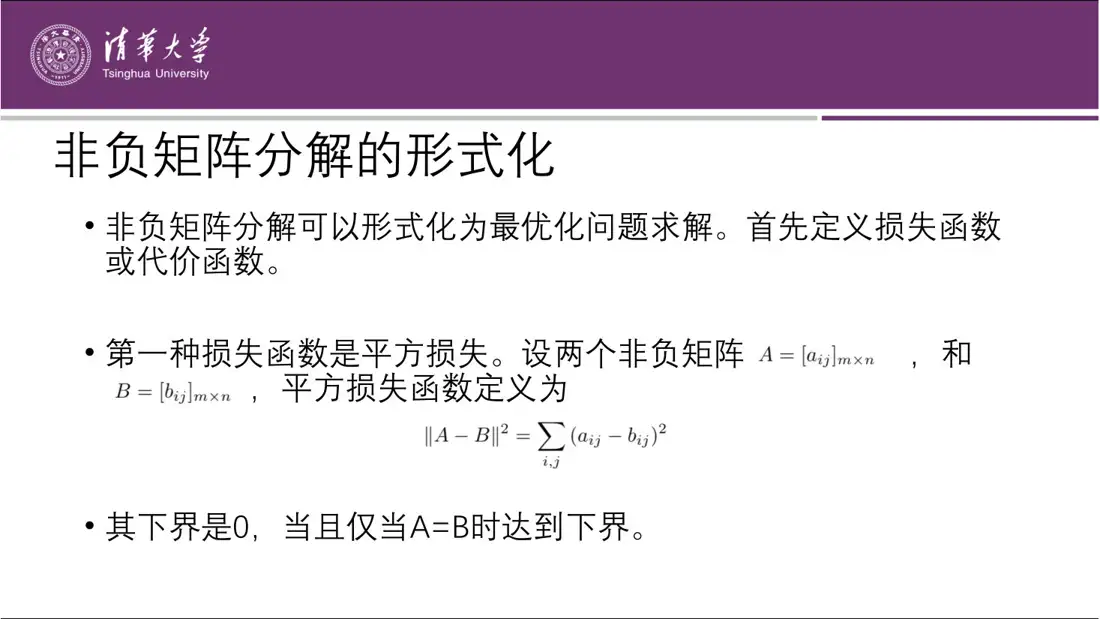 清华大学
Tsinghua University
非负矩阵分解的形式化
• 非负矩阵分解可以形式化为最优化问题求解。首先定义损失函数
或代价函数。
• 第一种损失函数是平方损失。设两个非负矩阵 $A = [a_{ij}]_{m \times n}$ ，和
$B = [b_{ij}]_{m \times n}$ ，平方损失函数定义为
$\|A - B\|^2 = \sum_{i,j} (a_{ij} - b_{ij})^2$
• 其下界是0，当且仅当A=B时达到下界。